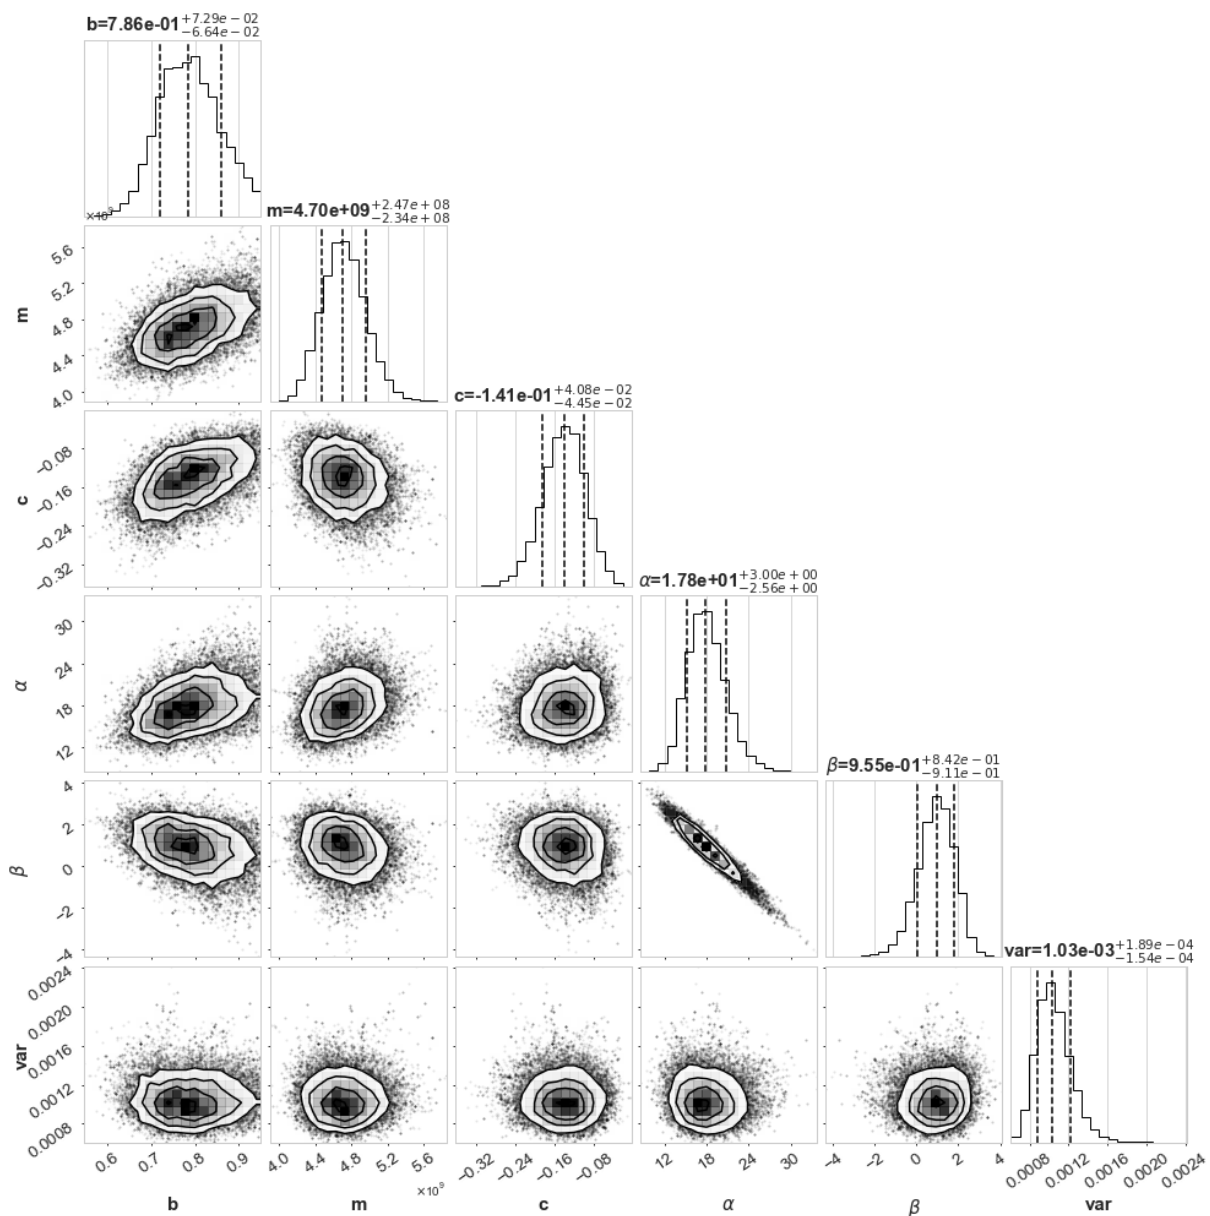 b=7.86e-01 +7.29e − 02
−6.64e − 02
×10⁹
m=4.70e+09 +2.47e + 08
−2.34e + 08
5.6
5.2
4.8
4.4
4.0
m
c=-1.41e-01 +4.08e − 02
−4.45e − 02
−0.08
−0.16
−0.24
−0.32
c
α=1.78e+01 +3.00e + 00
−2.56e + 00
30
24
18
12
α
β=9.55e-01 +8.42e − 01
−9.11e − 01
4
2
0
−2
−4
β
var=1.03e-03 +1.89e − 04
−1.54e − 04
0.0024
0.0020
0.0016
0.0012
0.0008
var
0.6 0.7 0.8 0.9 4.0 4.4 4.8 5.2 5.6 −0.32 −0.24 −0.16 −0.08 12 18 24 30 −4 −2 0 2 4 0.0008 0.0012 0.0016 0.0020 0.0024
×10⁹
b m c α β var